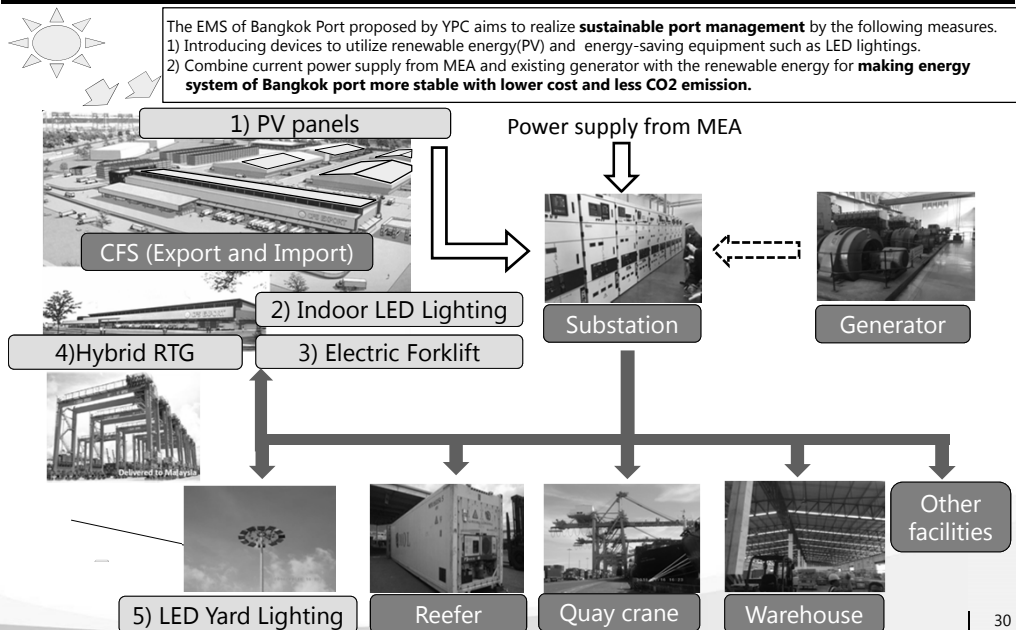 The EMS of Bangkok Port proposed by YPC aims to realize sustainable port management by the following measures.
1) Introducing devices to utilize renewable energy(PV) and  energy-saving equipment such as LED lightings.
2) Combine current power supply from MEA and existing generator with the renewable energy for making energy
system of Bangkok port more stable with lower cost and less CO2 emission.
1) PV panels
Power supply from MEA
CFS (Export and Import)
2) Indoor LED Lighting
Substation
Generator
4)Hybrid RTG
3) Electric Forklift
Delivered to Malaysia
Other
facilities
5) LED Yard Lighting
Reefer
Quay crane
Warehouse
30